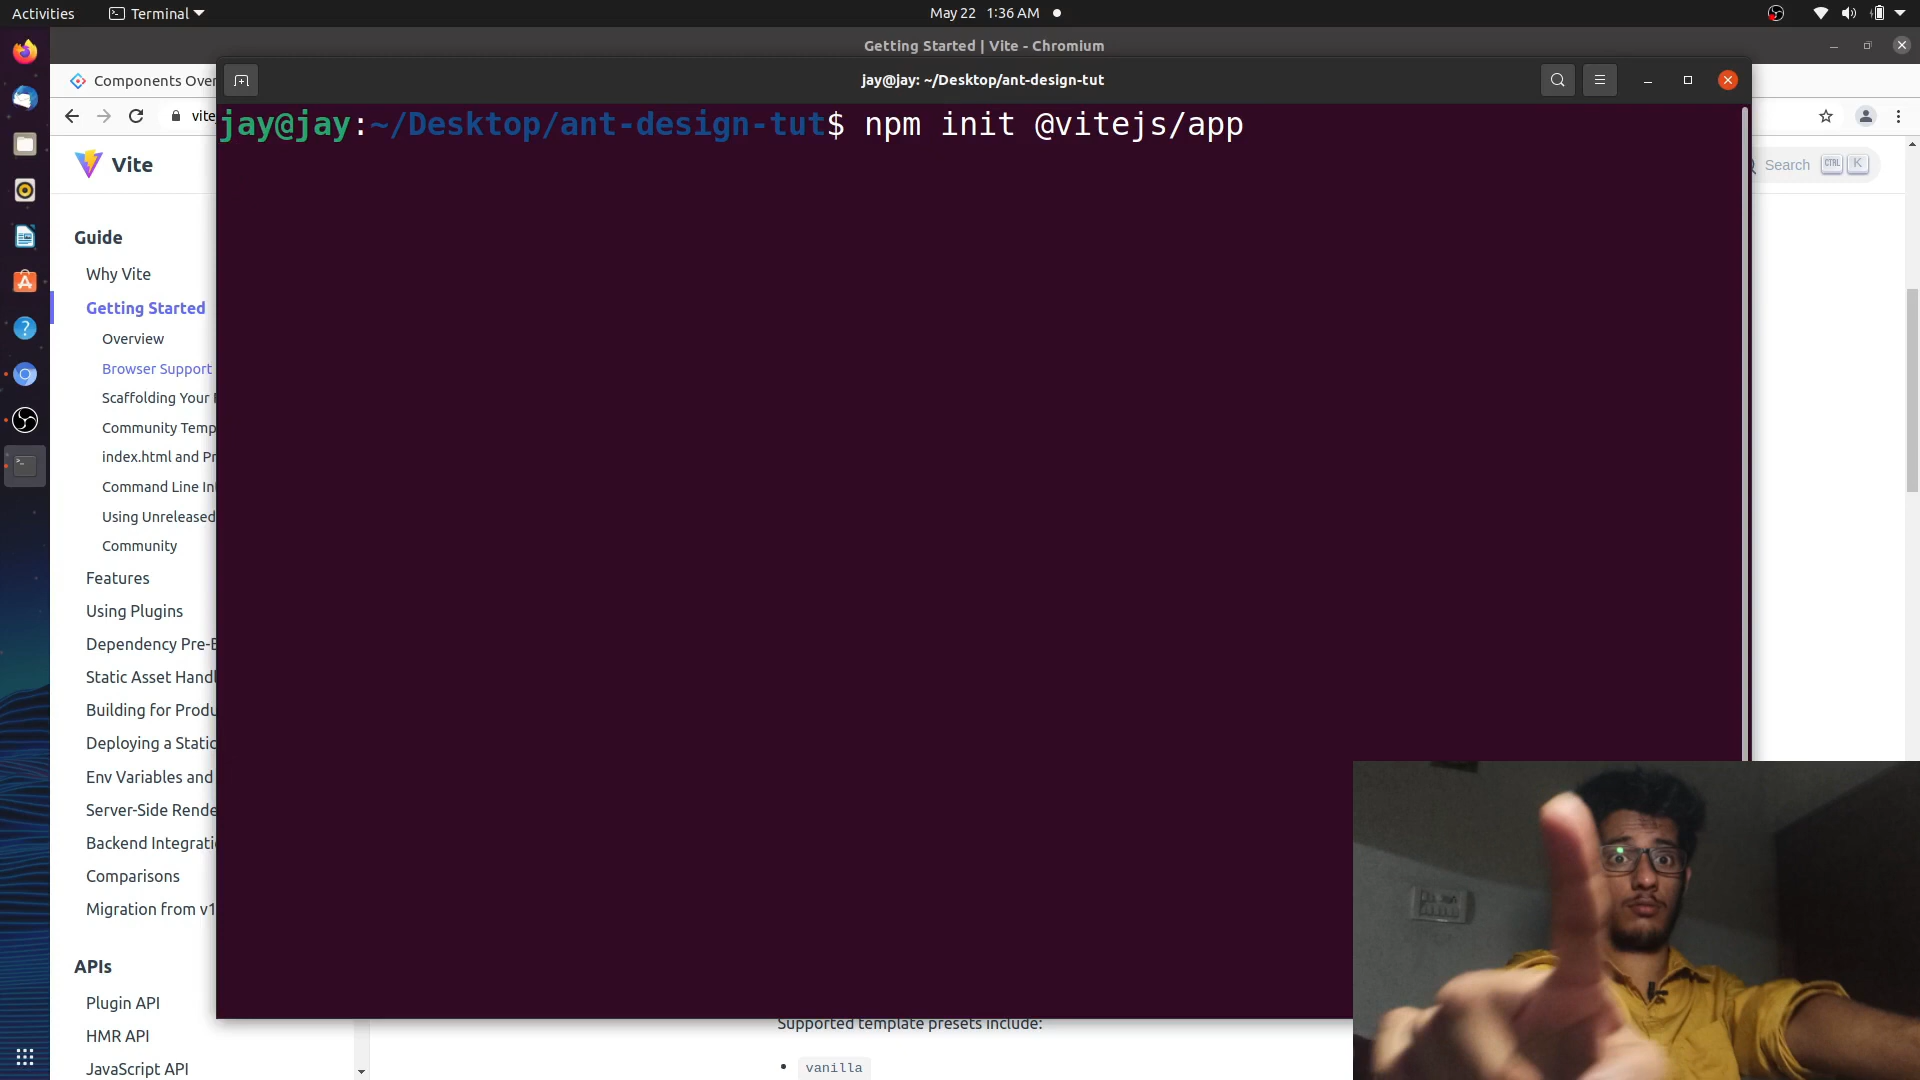 Activities
Terminal
May 22 1:36 AM
Getting Started | Vite - Chromium
Components Over
jay@jay: ~/Desktop/ant-design-tut
vite
jay@jay:~/Desktop/ant-design-tut$ npm init @vitejs/app
Vite
Search CTRL K
Guide
Why Vite
Getting Started
Overview
Browser Support
Scaffolding Your
Community Temp
index.html and Pr
Command Line In
Using Unreleased
Community
Features
Using Plugins
Dependency Pre-B
Static Asset Handl
Building for Produ
Deploying a Static
Env Variables and
Server-Side Rende
Backend Integrati
Comparisons
Migration from v1
APIs
Plugin API
HMR API
JavaScript API
Supported template presets include:
vanilla